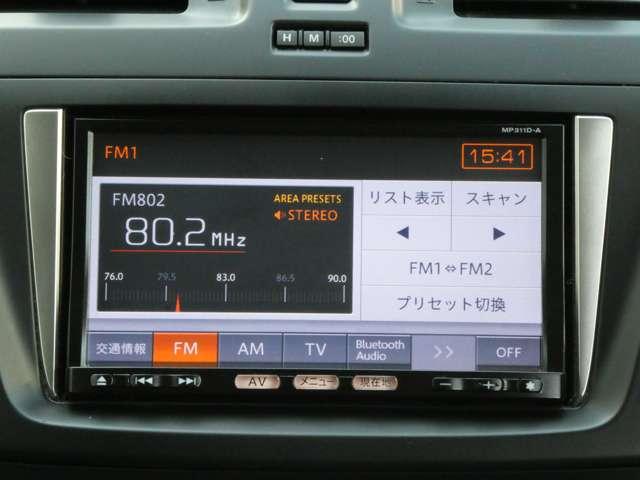 H M :00
MP311D-A
FM1
15:41
FM802
AREA PRESETS
STEREO
80.2 MHz
76.0 79.5 83.0 86.5 90.0
リスト表示 スキャン
◀ ▶
FM1⇔FM2
プリセット切換
交通情報 FM AM TV Bluetooth Audio >> OFF
AV メニュー 現在地